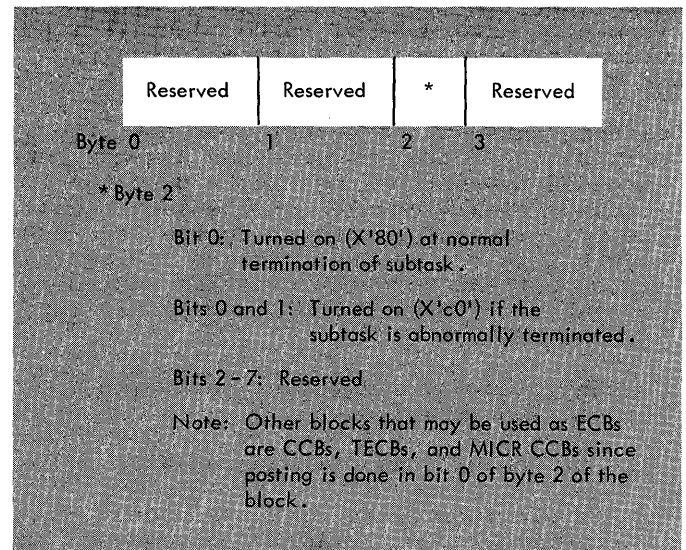 Reserved Reserved * Reserved
Byte 0 1 2 3
* Byte 2
Bit 0: Turned on (X'80') at normal
termination of subtask.
Bits 0 and 1: Turned on (X'c0') if the
subtask is abnormally terminated.
Bits 2-7: Reserved
Note: Other blocks that may be used as ECBs
are CCBs, TECBs, and MICR CCBs since
posting is done in bit 0 of byte 2 of the
block.